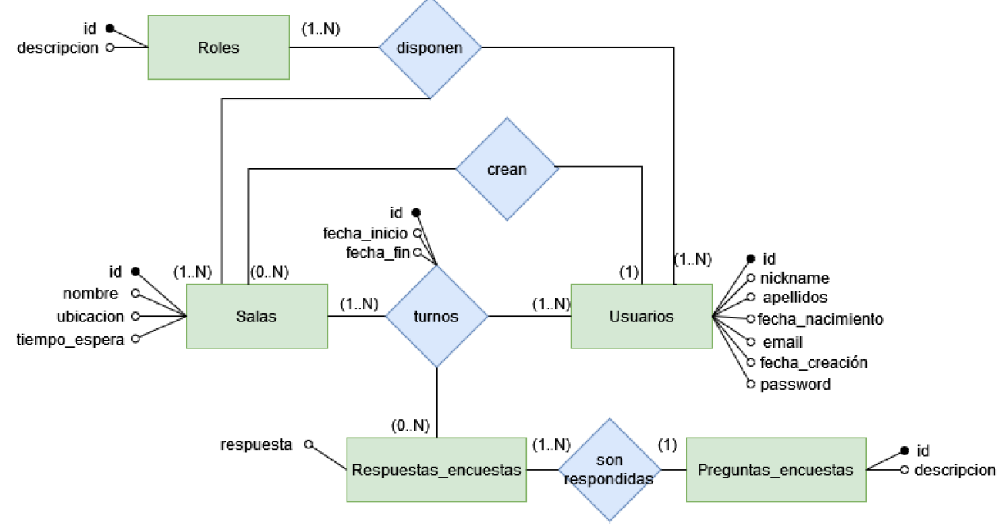 id
descripcion
Roles
(1..N)
disponen
crean
id
fecha_inicio
fecha_fin
(1..N)
(0..N)
(1)
(1..N)
id
nombre
ubicacion
tiempo_espera
Salas
(1..N)
turnos
(1..N)
Usuarios
id
nickname
apellidos
fecha_nacimiento
email
fecha_creación
password
(0..N)
respuesta
Respuestas_encuestas
(1..N)
son
respondidas
(1)
Preguntas_encuestas
id
descripcion